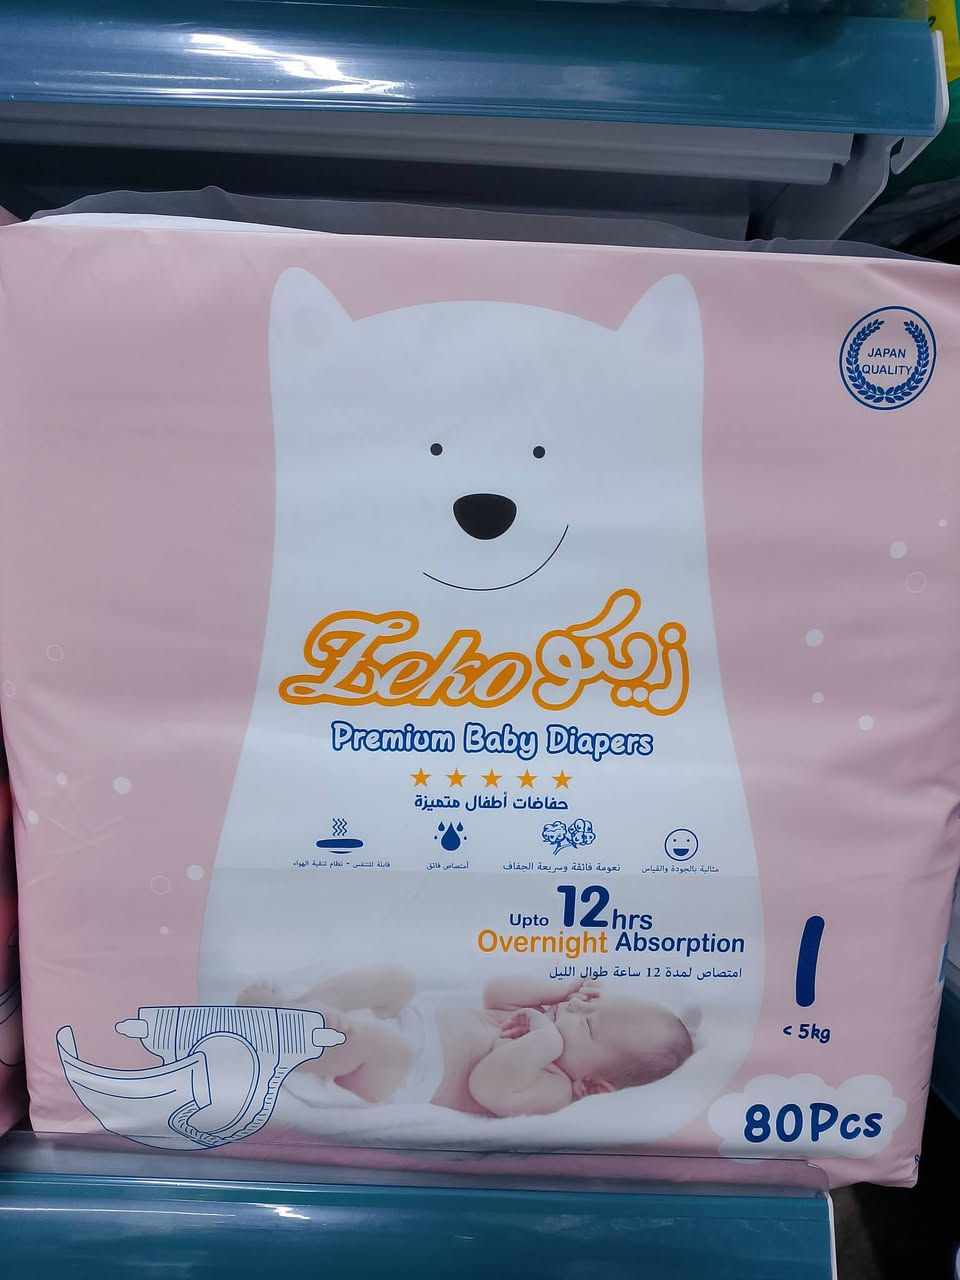 JAPAN
QUALITY
Zeko زيكو
Premium Baby Diapers
حفاضات أطفال متميزة
قابلة للتنفس - نظام تنقية الهواء
أمتصاص فائق
نعومة فائقة وسريعة الجفاف
مثالية بالجودة والقياس
Upto 12hrs
Overnight Absorption
امتصاص لمدة 12 ساعة طوال الليل
1
< 5kg
80Pcs